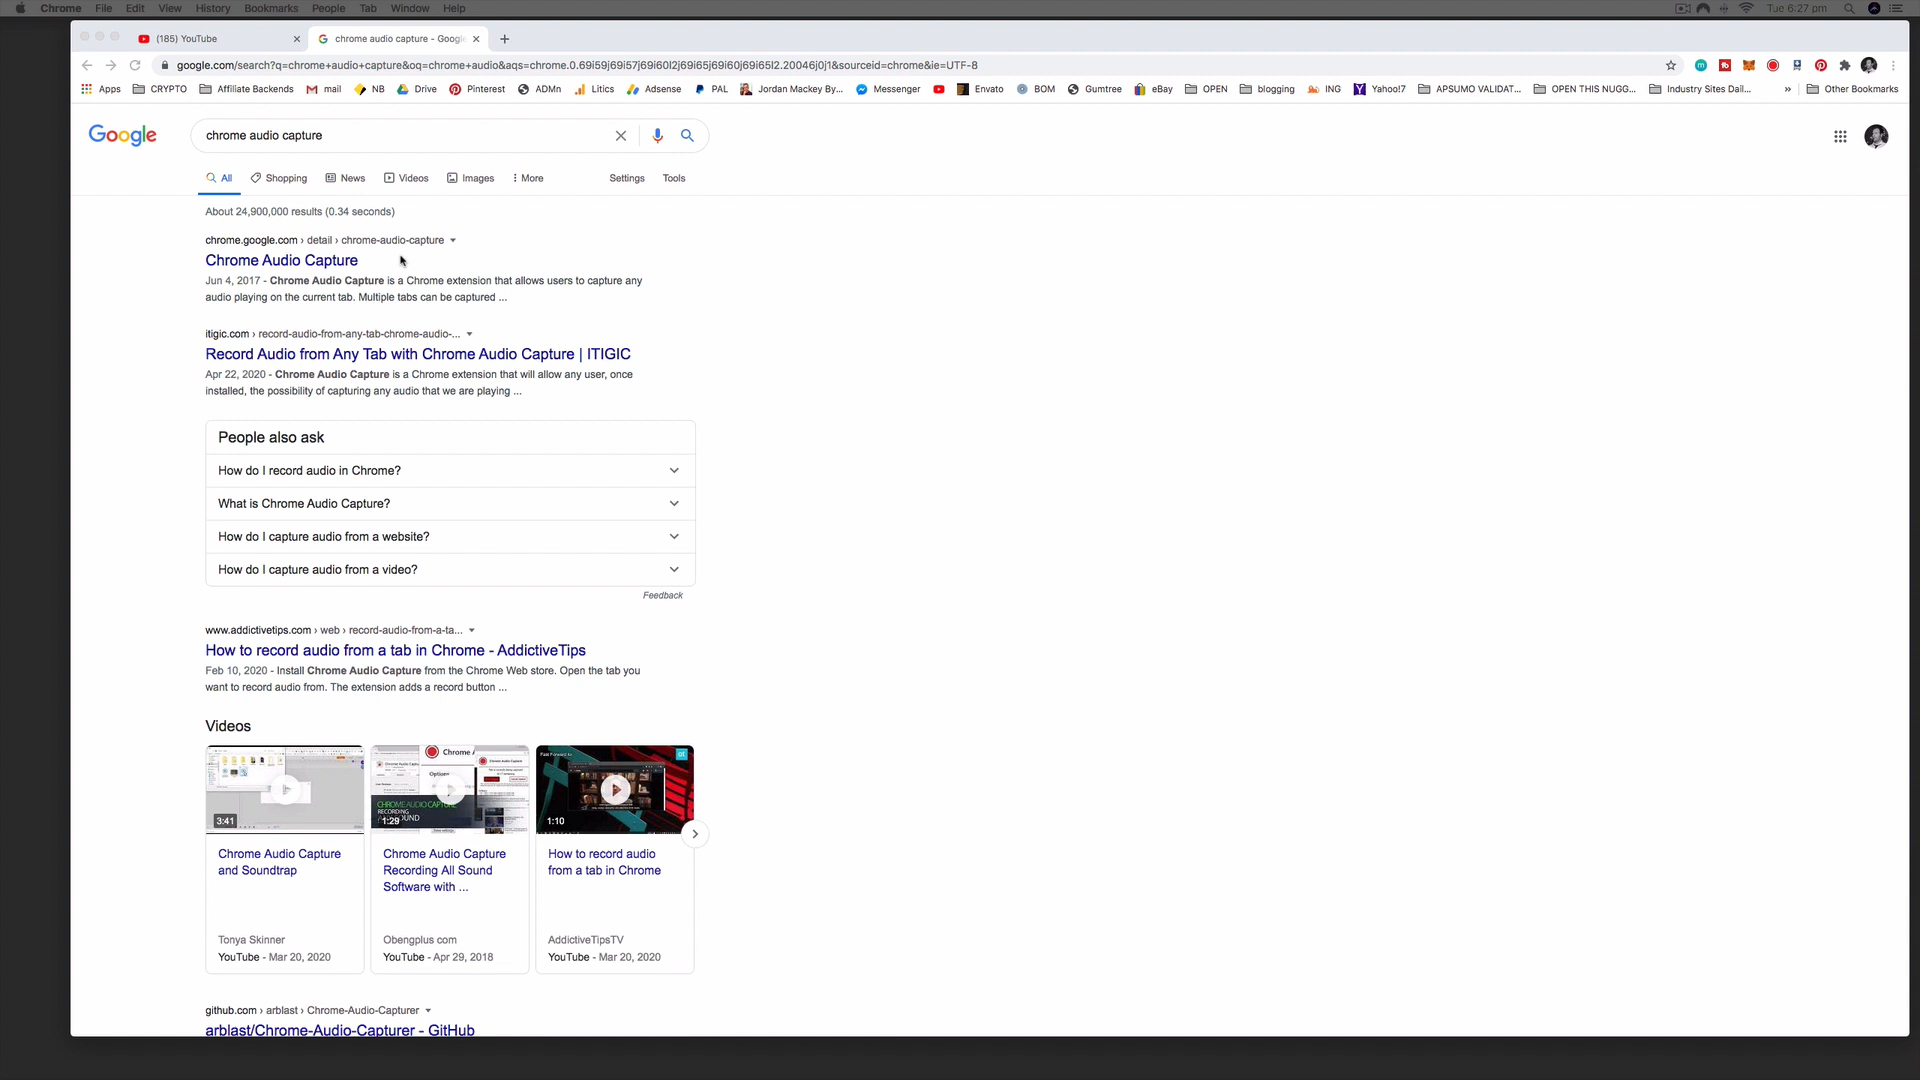 Chrome File Edit View History Bookmarks People Tab Window Help Tue 6:27 pm
(185) YouTube chrome audio capture - Google
google.com/search?q=chrome+audio+capture&oq=chrome+audio&aqs=chrome.0.69i59j69i57j69i60l2j69i65j69i60j69i65l2.20046j0j1&sourceid=chrome&ie=UTF-8
Apps CRYPTO Affiliate Backends mail NB Drive Pinterest ADMn Litics Adsense PAL Jordan Mackey By... Messenger Envato BOM Gumtree eBay OPEN blogging ING Yahoo!7 APSUMO VALIDAT... OPEN THIS NUGG... Industry Sites Dail... » Other Bookmarks
Google chrome audio capture
All Shopping News Videos Images More Settings Tools
About 24,900,000 results (0.34 seconds)
chrome.google.com › detail › chrome-audio-capture
Chrome Audio Capture
Jun 4, 2017 - Chrome Audio Capture is a Chrome extension that allows users to capture any
audio playing on the current tab. Multiple tabs can be captured ...
itigic.com › record-audio-from-any-tab-chrome-audio-...
Record Audio from Any Tab with Chrome Audio Capture | ITIGIC
Apr 22, 2020 - Chrome Audio Capture is a Chrome extension that will allow any user, once
installed, the possibility of capturing any audio that we are playing ...
People also ask
How do I record audio in Chrome?
What is Chrome Audio Capture?
How do I capture audio from a website?
How do I capture audio from a video?
Feedback
www.addictivetips.com › web › record-audio-from-a-ta...
How to record audio from a tab in Chrome - AddictiveTips
Feb 10, 2020 - Install Chrome Audio Capture from the Chrome Web store. Open the tab you
want to record audio from. The extension adds a record button ...
Videos
3:41
1:29
1:10
Chrome Audio Capture
and Soundtrap
Tonya Skinner
YouTube - Mar 20, 2020
Chrome Audio Capture
Recording All Sound
Software with ...
Obengplus com
YouTube - Apr 29, 2018
How to record audio
from a tab in Chrome
AddictiveTipsTV
YouTube - Mar 20, 2020
github.com › arblast › Chrome-Audio-Capturer
arblast/Chrome-Audio-Capturer - GitHub